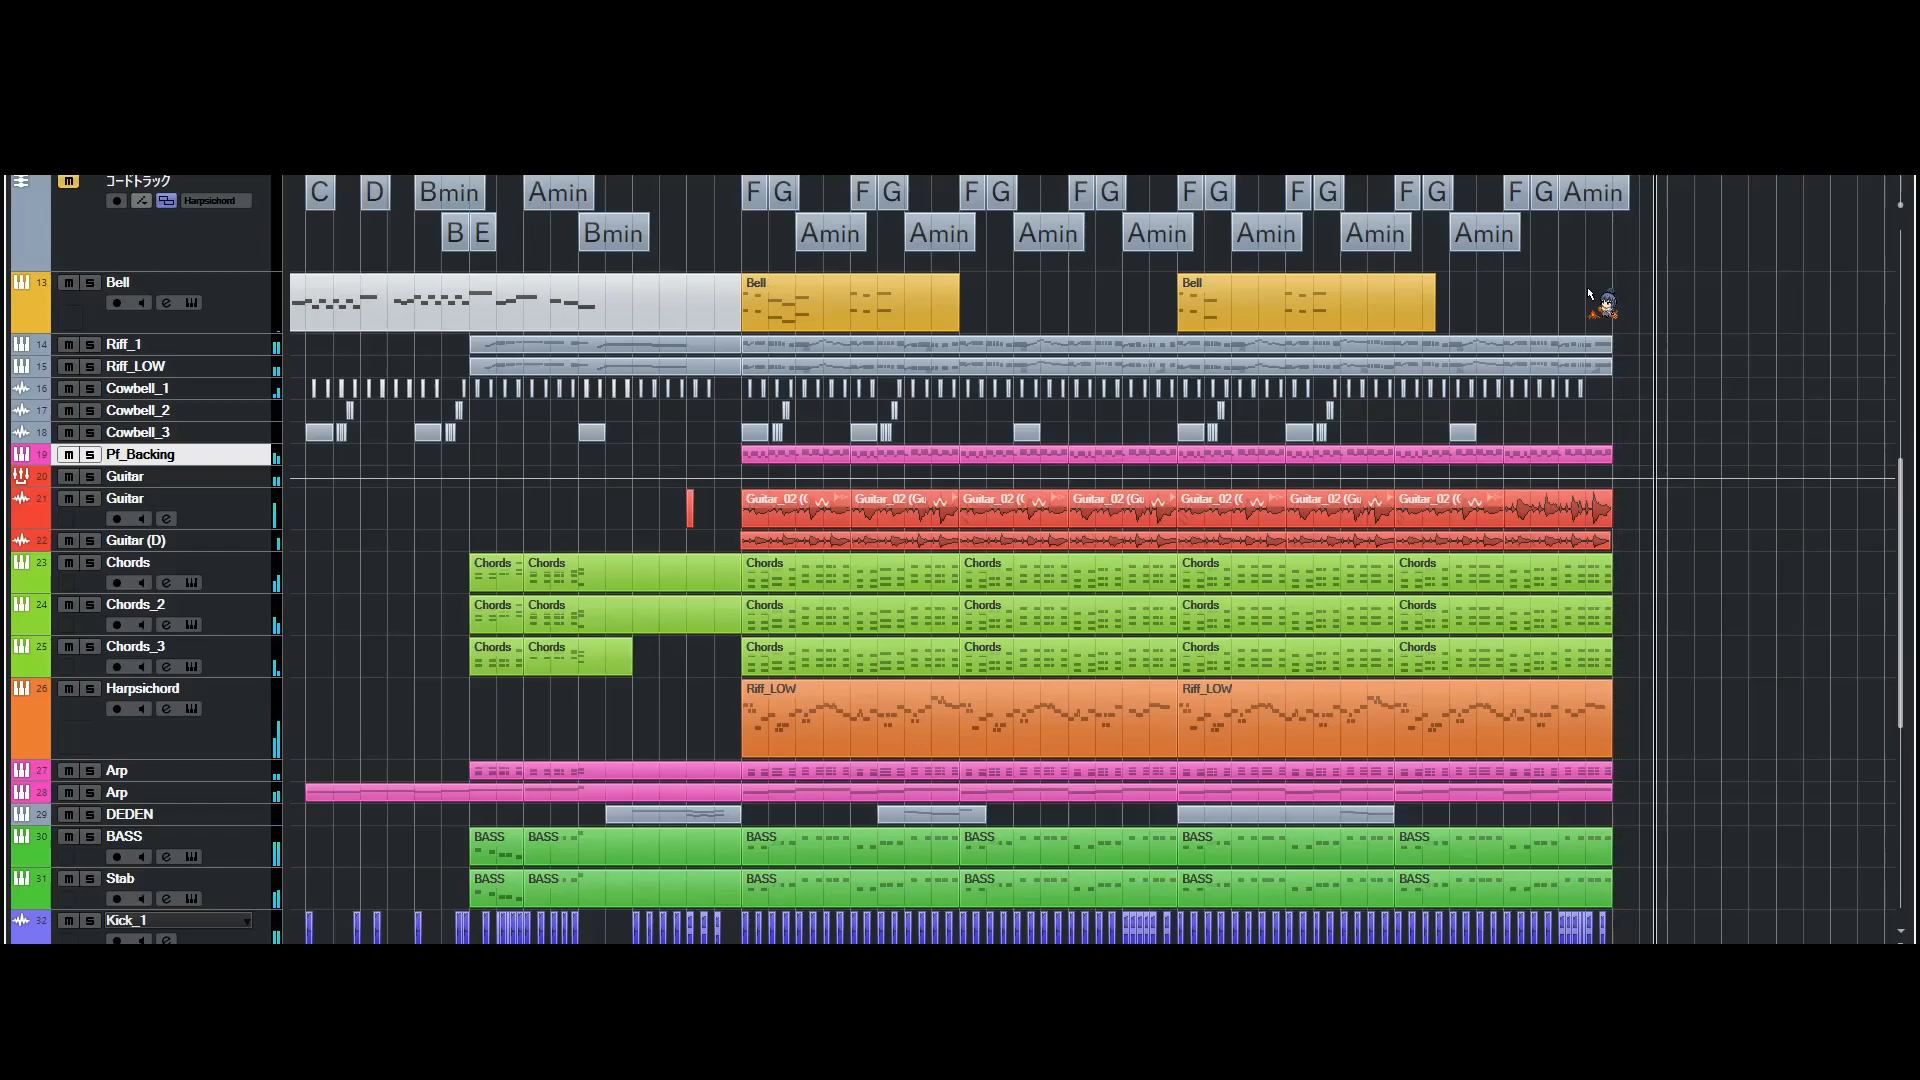 コードトラック
m
Harpsichord
C D Bmin Amin F G F G F G F G F G F G F G F G Amin
B E Bmin Amin Amin Amin Amin Amin Amin Amin
13 m S Bell
Bell Bell
e
14 m S Riff_1
15 m S Riff_LOW
16 m S Cowbell_1
17 m S Cowbell_2
18 m S Cowbell_3
19 m S Pf_Backing
20 m S Guitar
21 m S Guitar
Guitar_02 (G Guitar_02 (Gu Guitar_02 (G Guitar_02 (Gu Guitar_02 (G Guitar_02 (Gu Guitar_02 (G
e
22 m S Guitar (D)
23 m S Chords
Chords Chords Chords Chords Chords Chords
e
24 m S Chords_2
Chords Chords Chords Chords Chords Chords
e
25 m S Chords_3
Chords Chords Chords Chords Chords Chords
e
26 m S Harpsichord
Riff_LOW Riff_LOW
e
27 m S Arp
28 m S Arp
29 m S DEDEN
30 m S BASS
BASS BASS BASS BASS BASS BASS
e
31 m S Stab
BASS BASS BASS BASS BASS BASS
e
32 m S Kick_1